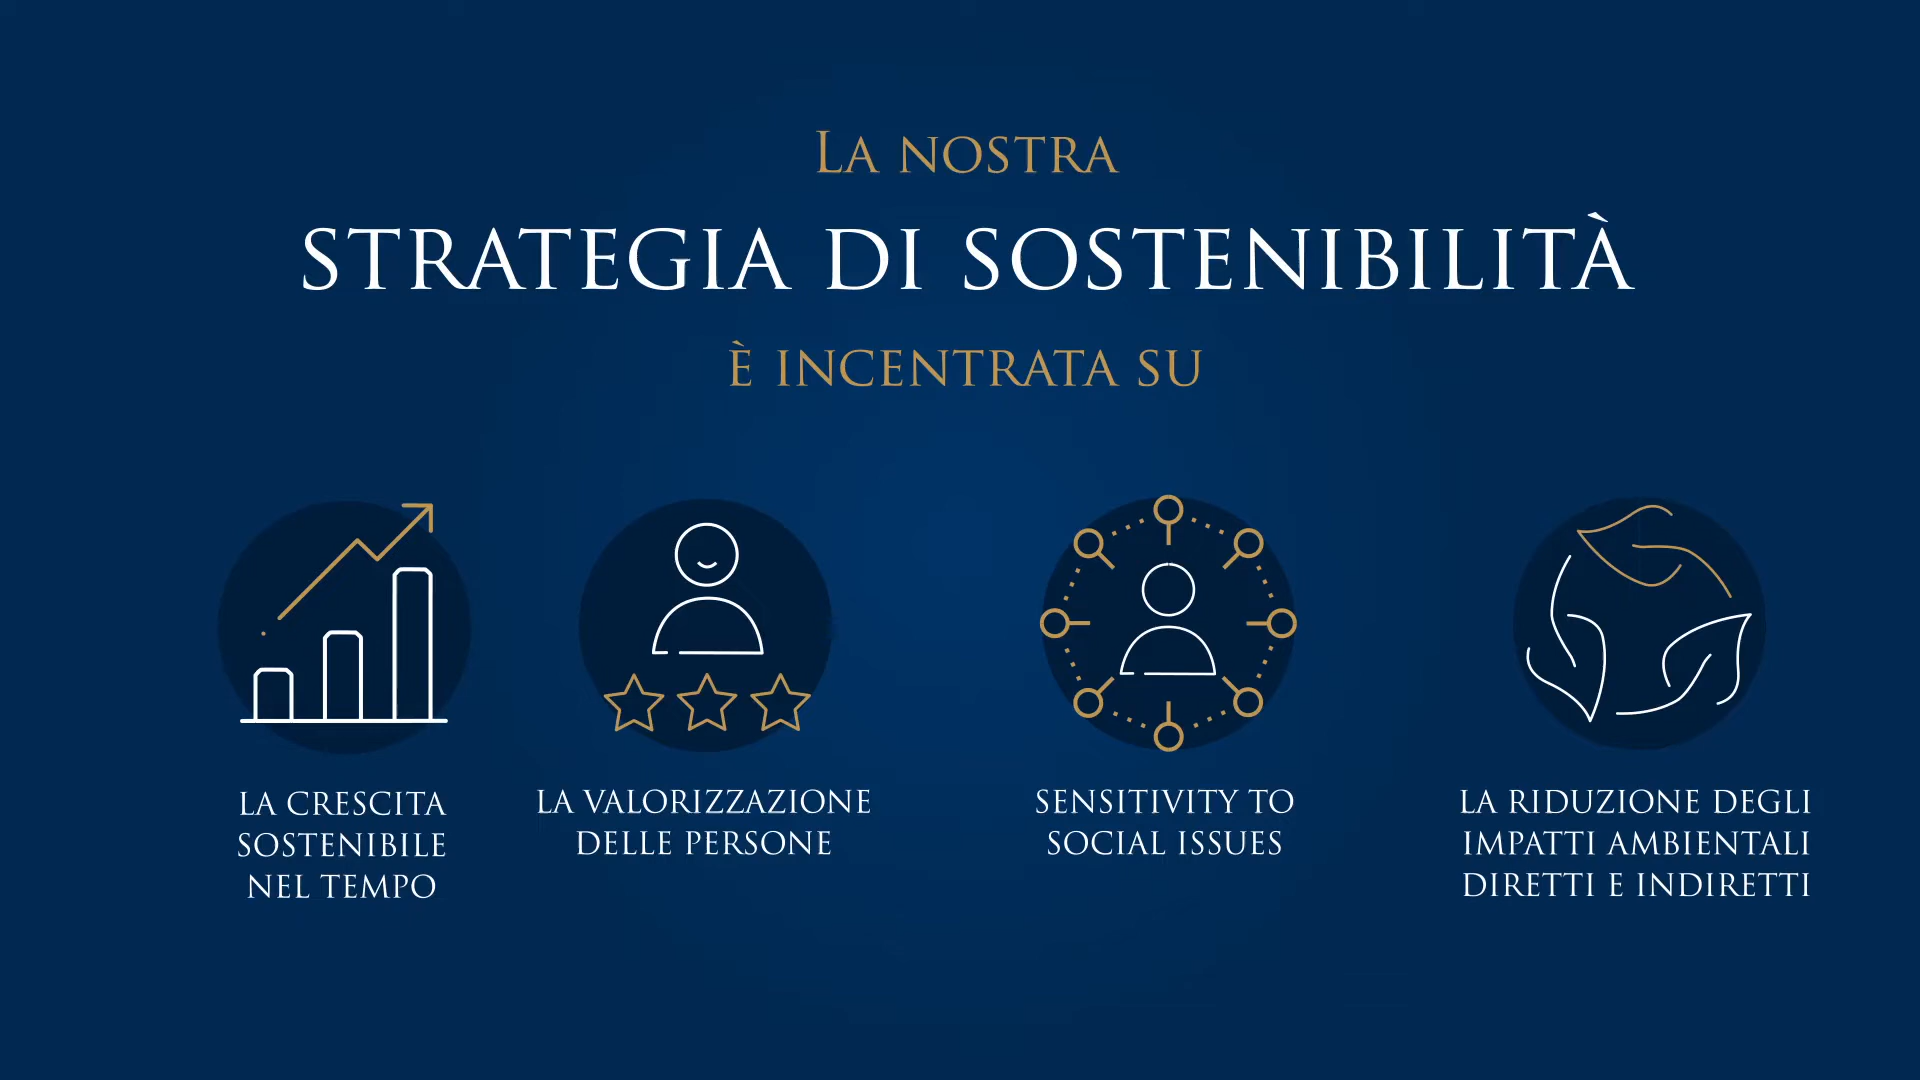 LA NOSTRA
STRATEGIA DI SOSTENIBILITÀ
È INCENTRATA SU
LA CRESCITA
SOSTENIBILE
NEL TEMPO
LA VALORIZZAZIONE
DELLE PERSONE
SENSITIVITY TO
SOCIAL ISSUES
LA RIDUZIONE DEGLI
IMPATTI AMBIENTALI
DIRETTI E INDIRETTI